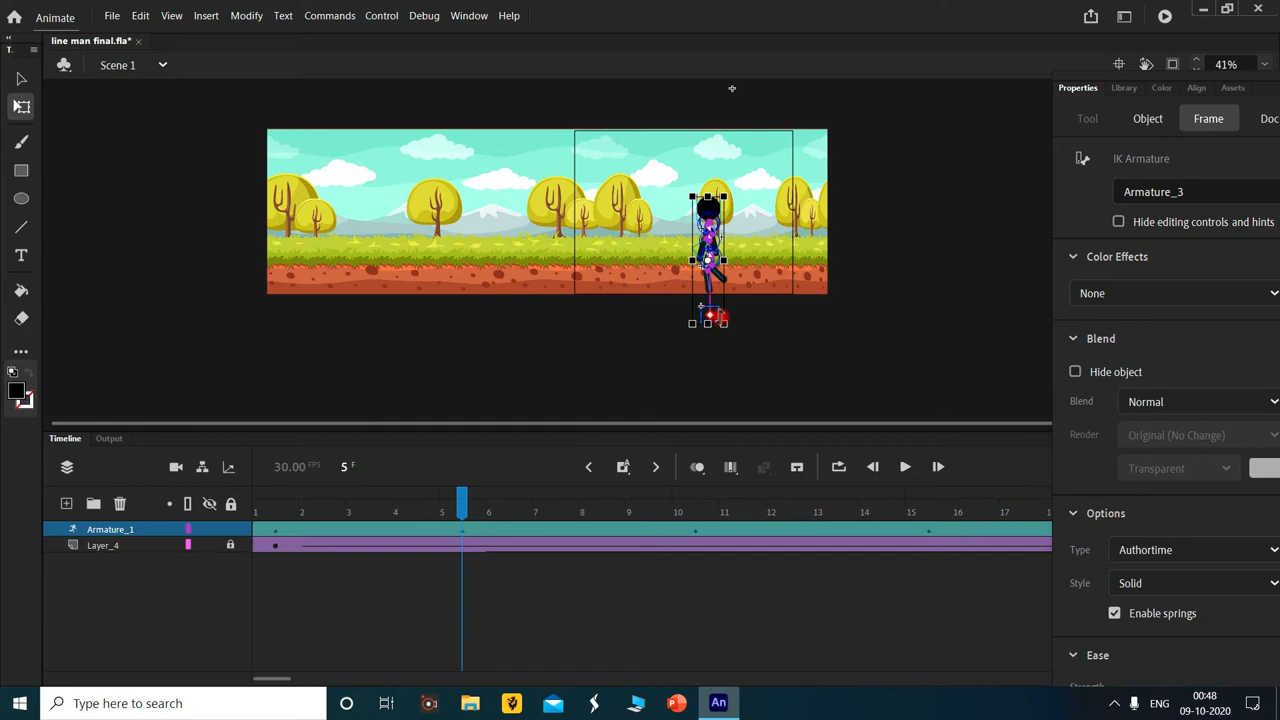 Animate File Edit View Insert Modify Text Commands Control Debug Window Help
line man final.fla*
T.
Scene 1
41%
Properties Library Color Align Assets
Tool Object Frame Doc
IK Armature
Armature_3
Hide editing controls and hints
Color Effects
None
Blend
Hide object
Blend Normal
Render Original (No Change)
Transparent
Timeline Output
30.00 FPS 5 F
1 2 3 4 5 6 7 8 9 10 11 12 13 14 15 16 17
Armature_1
Layer_4
Options
Type Authortime
Style Solid
Enable springs
Ease
Strength
Type here to search
An
ENG
00:48
09-10-2020